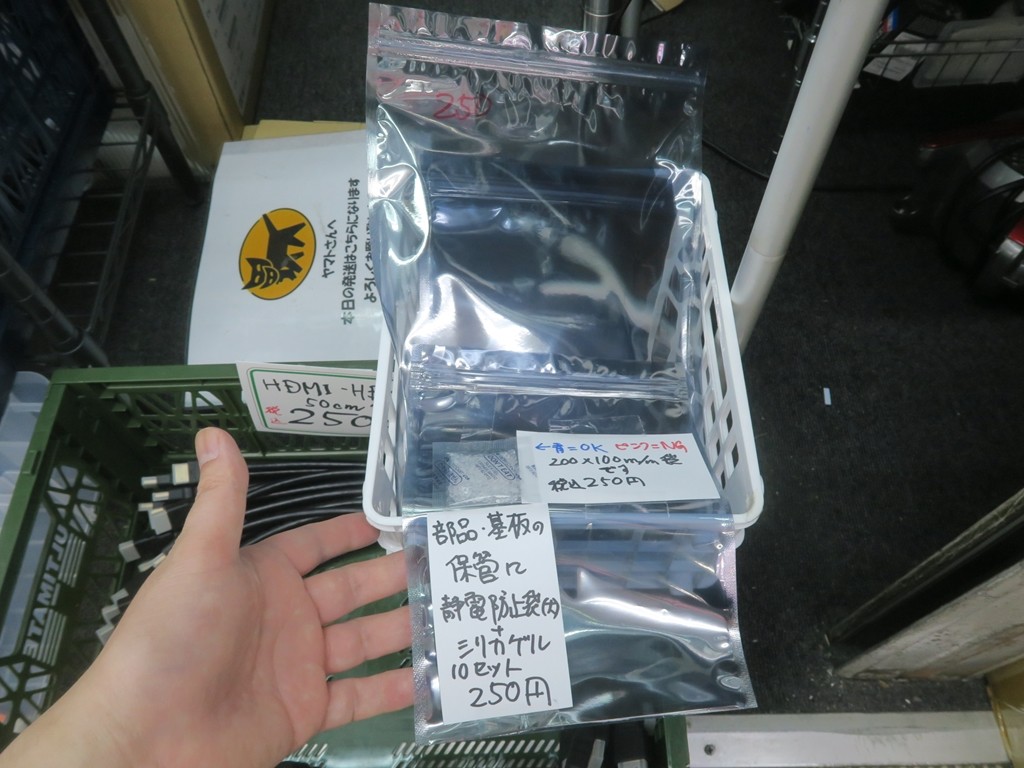 250
ヤマトさんへ
本日の発送はこちらになります
HDMI-H
50cm
250
←青=OK ピンク=NG
200×100m/m袋
です
税込250円
部品・基板の
保管に
静電防止袋(大)
+
シリカゲル
10セット
250円
ULTIMATE